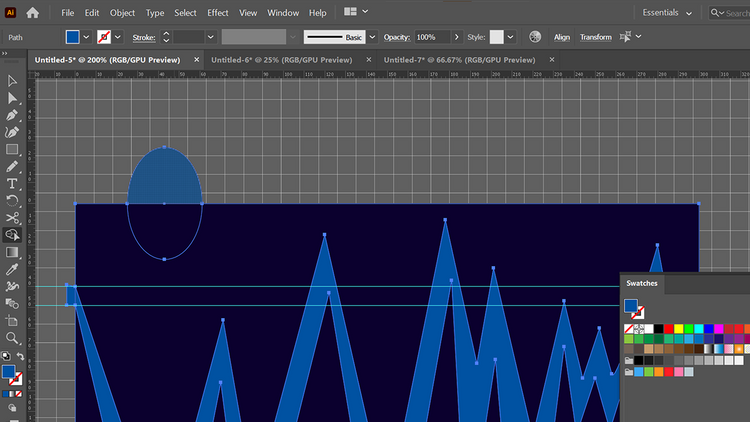 Ai File Edit Object Type Select Effect View Window Help Essentials Search
Path Stroke: Basic Opacity: 100% Style: Align Transform
Untitled-5* @ 200% (RGB/GPU Preview) × Untitled-6* @ 25% (RGB/GPU Preview) × Untitled-7* @ 66.67% (RGB/GPU Preview) ×
Swatches